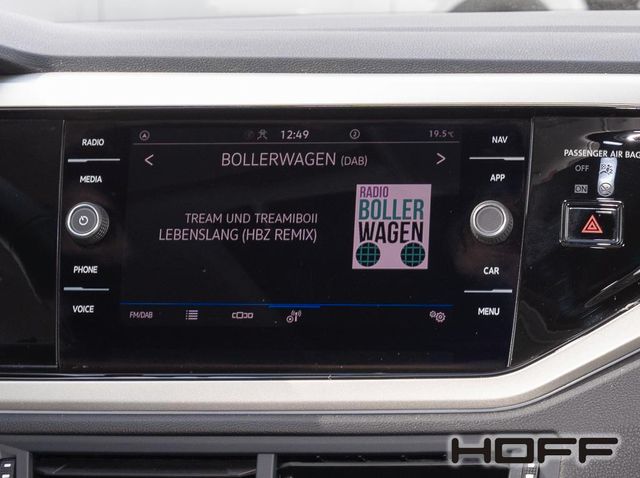 RADIO
MEDIA
PHONE
VOICE
12:49
19.5°C
BOLLERWAGEN (DAB)
TREAM UND TREAMIBOII
LEBENSLANG (HBZ REMIX)
RADIO
BOLLER
WAGEN
FM/DAB
NAV
APP
CAR
MENU
PASSENGER AIR BAG
OFF
ON
HOFF